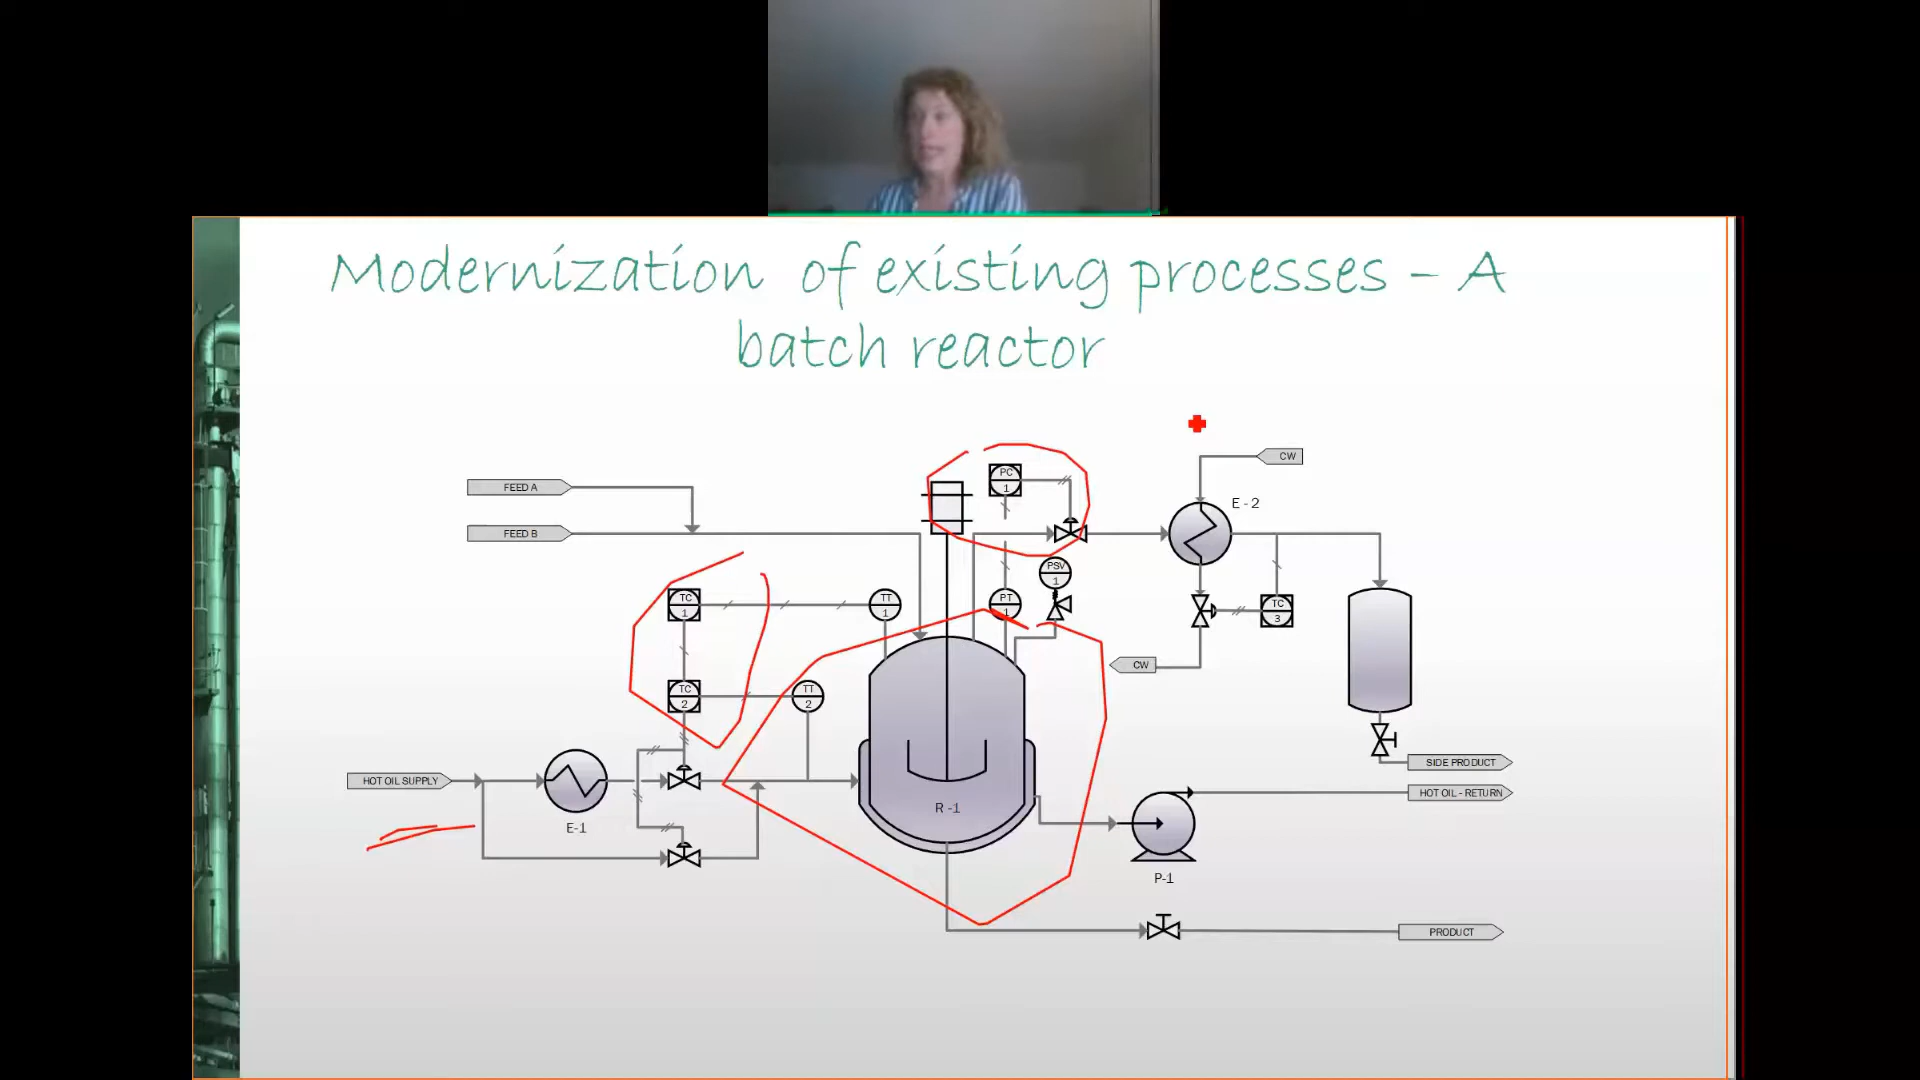 Modernization of existing processes – A
batch reactor
CW
PC
1
E-2
FEED A
FEED B
PSV
1
TC
1
TT
1
PT
1
TC
3
CW
TC
2
TT
2
SIDE PRODUCT
HOT OIL SUPPLY
HOT OIL - RETURN
R -1
E-1
P-1
PRODUCT